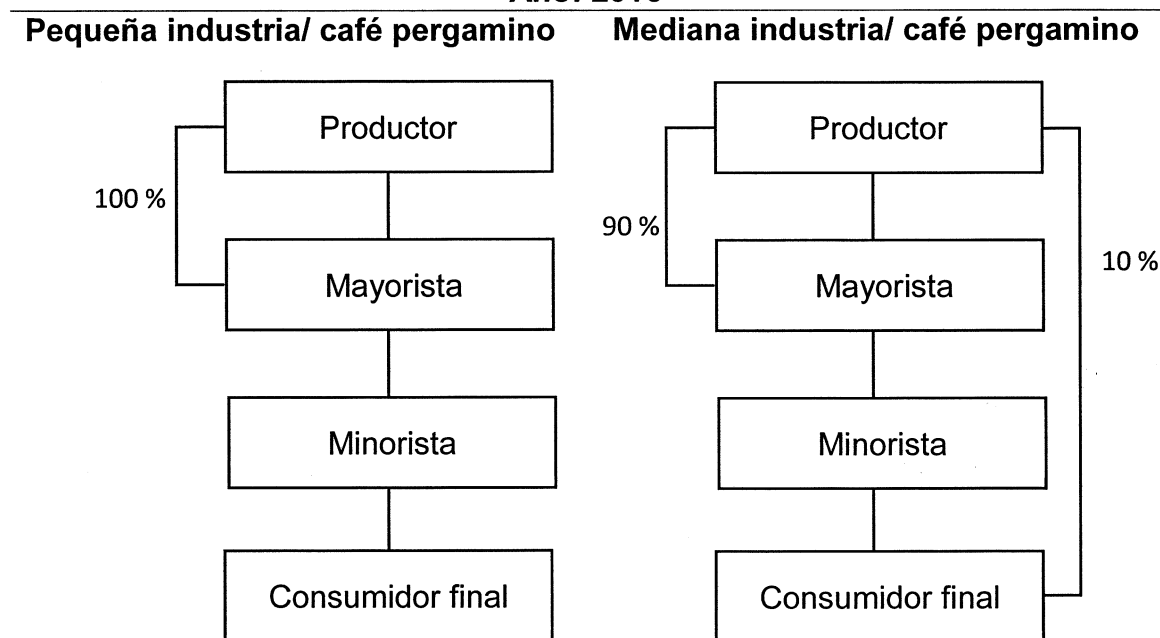 Pequeña industria/ café pergamino
Productor
100 %
Mayorista
Minorista
Consumidor final
Mediana industria/ café pergamino
Productor
90 %
10 %
Mayorista
Minorista
Consumidor final